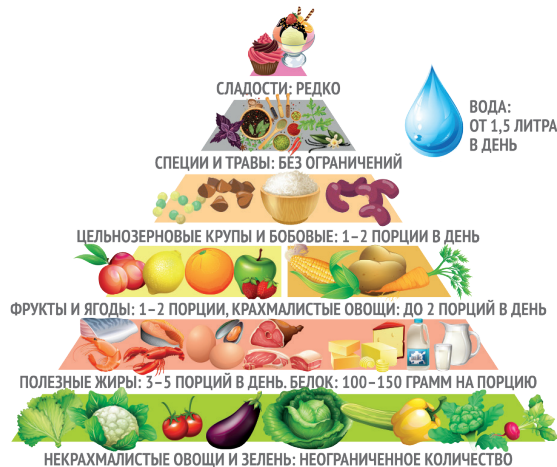 СЛАДОСТИ: РЕДКО
ВОДА:
ОТ 1,5 ЛИТРА
В ДЕНЬ
СПЕЦИИ И ТРАВЫ: БЕЗ ОГРАНИЧЕНИЙ
ЦЕЛЬНОЗЕРНОВЫЕ КРУПЫ И БОБОВЫЕ: 1–2 ПОРЦИИ В ДЕНЬ
ФРУКТЫ И ЯГОДЫ: 1–2 ПОРЦИИ, КРАХМАЛИСТЫЕ ОВОЩИ: ДО 2 ПОРЦИЙ В ДЕНЬ
ПОЛЕЗНЫЕ ЖИРЫ: 3–5 ПОРЦИЙ В ДЕНЬ. БЕЛОК: 100–150 ГРАММ НА ПОРЦИЮ
НЕКРАХМАЛИСТЫЕ ОВОЩИ И ЗЕЛЕНЬ: НЕОГРАНИЧЕННОЕ КОЛИЧЕСТВО